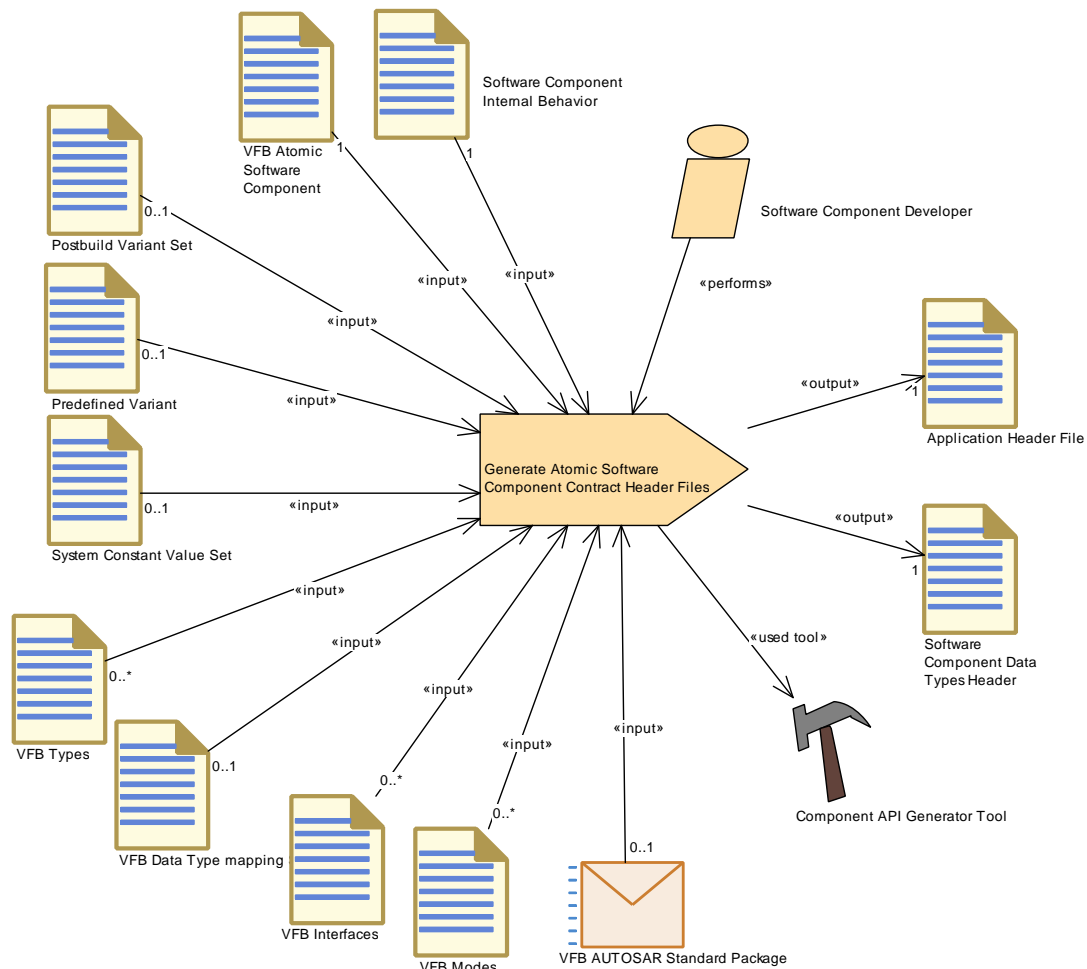 Software Component
Internal Behavior
VFB Atomic
Software
Component
1
1
Software Component Developer
0..1
Postbuild Variant Set
«input»
«input»
«performs»
«input»
0..1
Predefined Variant
«input»
«output»
1
Application Header File
Generate Atomic Software
Component Contract Header Files
«input»
0..1
System Constant Value Set
«output»
1
«input»
«input»
«used tool»
Software
Component Data
Types Header
0..*
VFB Types
«input»
«input»
«input»
0..1
0..*
0..*
Component API Generator Tool
VFB Data Type mapping
0..1
VFB Interfaces
VFB Modes
VFB AUTOSAR Standard Package